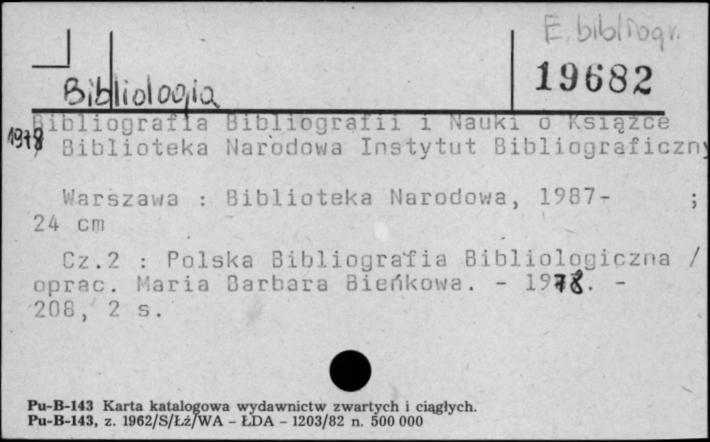 E. bibliogr.
19682
Bibliologia
Bibliografia Bibliografii i Nauki o Książce
1978 / Biblioteka Narodowa Instytut Bibliograficzny
Warszawa : Biblioteka Narodowa, 1987- ;
24 cm
Cz.2 : Polska Bibliografia Bibliologiczna /
oprac. Maria Barbara Bieńkowa. - 1978. -
208, 2 s.
Pu-B-143 Karta katalogowa wydawnictw zwartych i ciągłych.
Pu-B-143, z. 1962/S/Łź/WA - ŁDA - 1203/82 n. 500 000